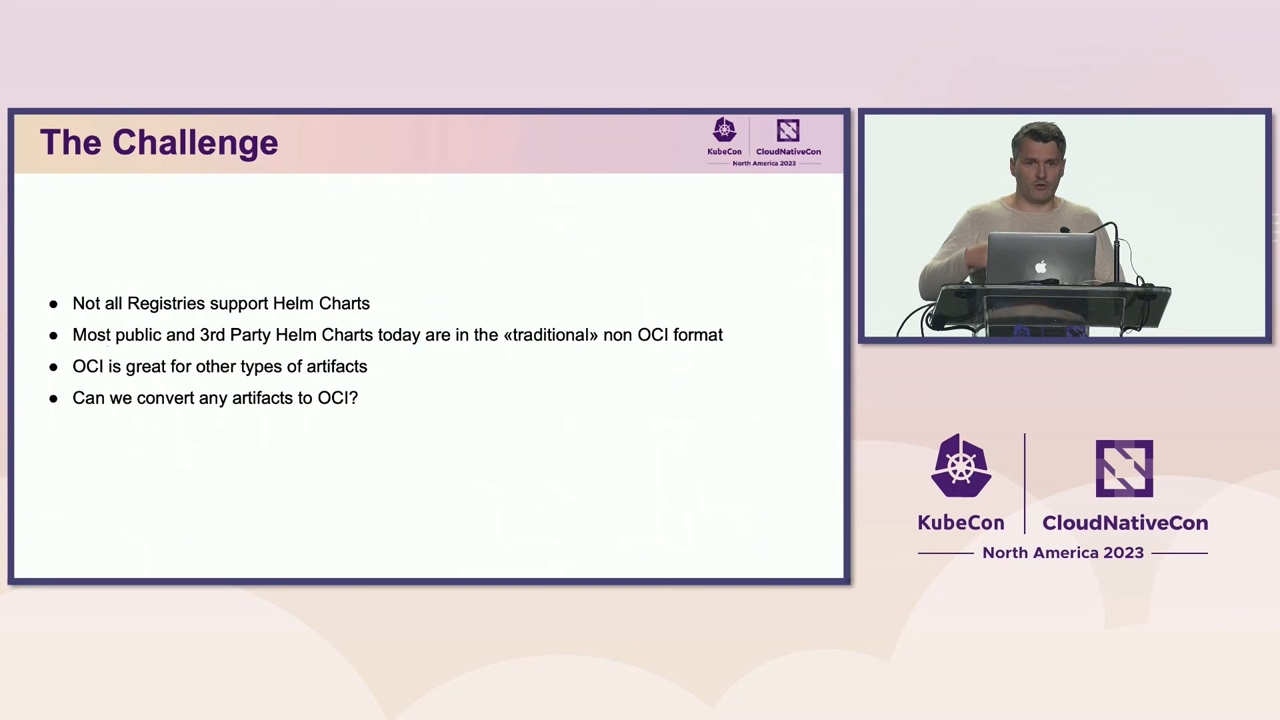 The Challenge
KubeCon
CloudNativeCon
North America 2023
● Not all Registries support Helm Charts
● Most public and 3rd Party Helm Charts today are in the «traditional» non OCI format
● OCI is great for other types of artifacts
● Can we convert any artifacts to OCI?
KubeCon
CloudNativeCon
North America 2023